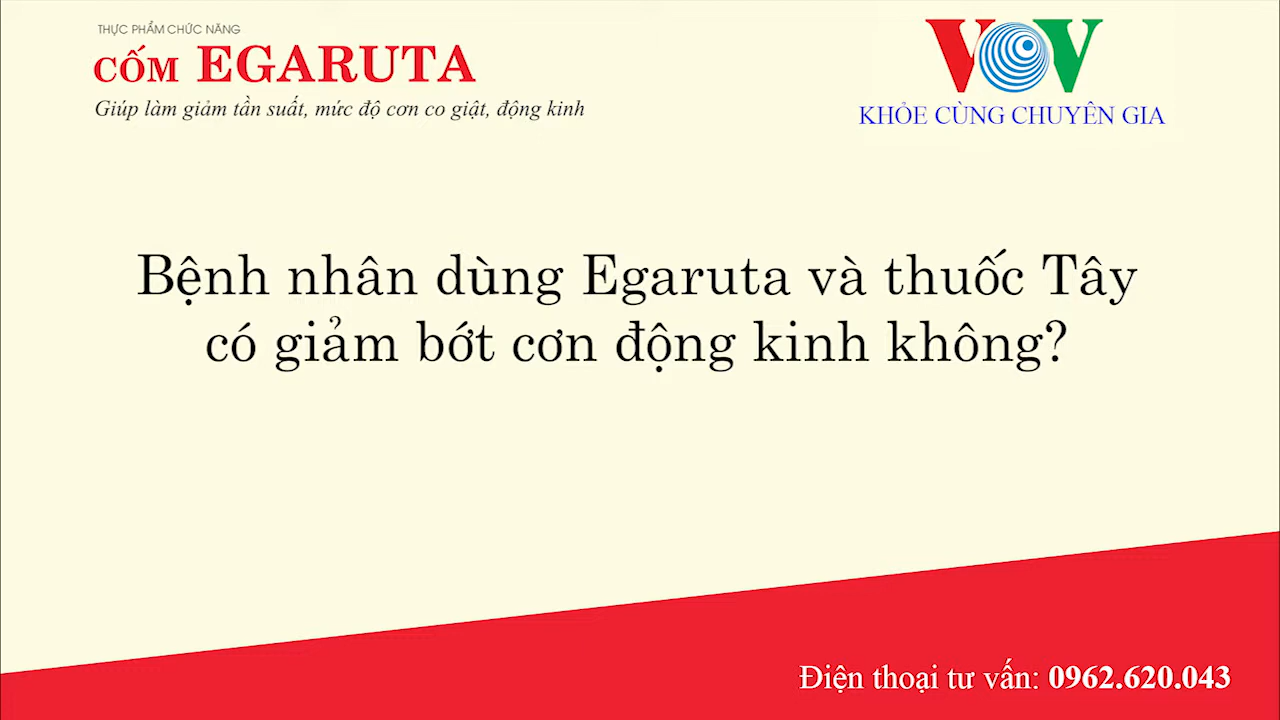 THỰC PHẨM CHỨC NĂNG
CỐM EGARUTA
Giúp làm giảm tần suất, mức độ cơn co giật, động kinh
VOV
KHỎE CÙNG CHUYÊN GIA
Bệnh nhân dùng Egaruta và thuốc Tây
có giảm bớt cơn động kinh không?
Điện thoại tư vấn: 0962.620.043